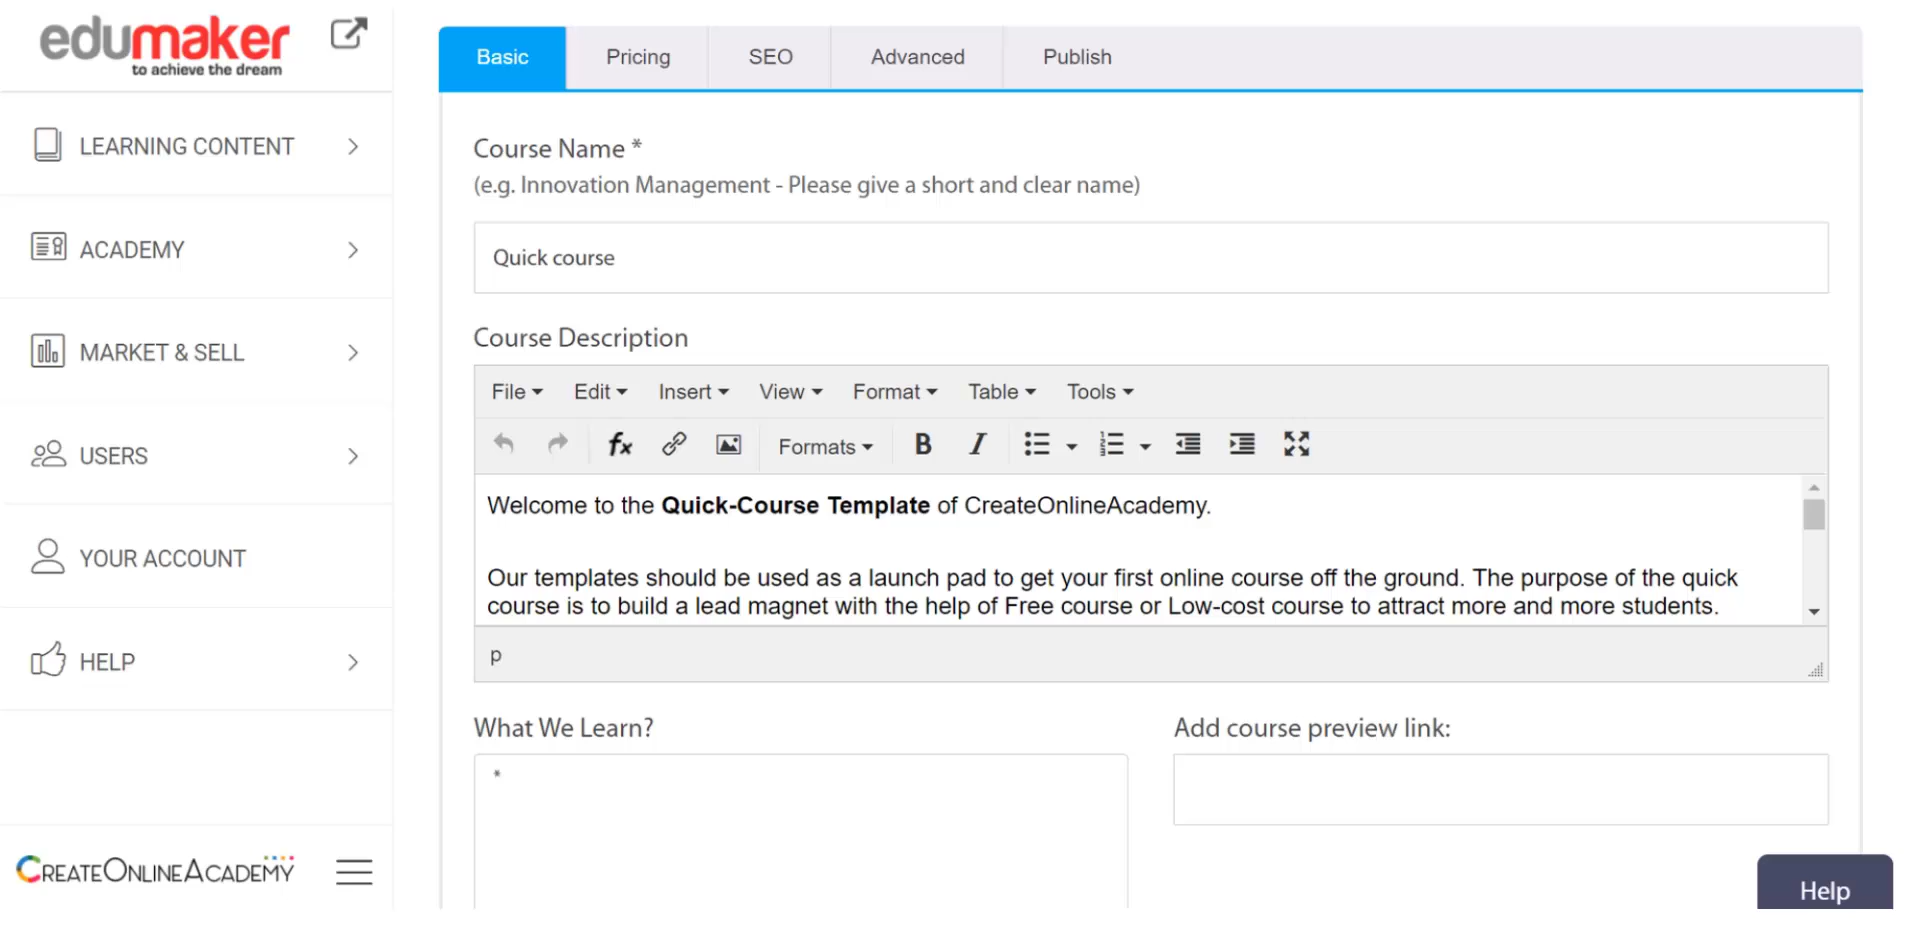 edumaker
to achieve the dream
LEARNING CONTENT
ACADEMY
MARKET & SELL
USERS
YOUR ACCOUNT
HELP
CREATEONLINEACADEMY
Basic Pricing SEO Advanced Publish
Course Name *
(e.g. Innovation Management - Please give a short and clear name)
Quick course
Course Description
File Edit Insert View Format Table Tools
fx Formats B I
Welcome to the Quick-Course Template of CreateOnlineAcademy.
Our templates should be used as a launch pad to get your first online course off the ground. The purpose of the quick
course is to build a lead magnet with the help of Free course or Low-cost course to attract more and more students.
p
What We Learn?
*
Add course preview link:
Help